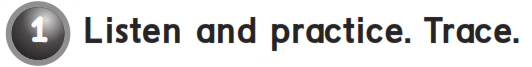 1 Listen and practice. Trace.